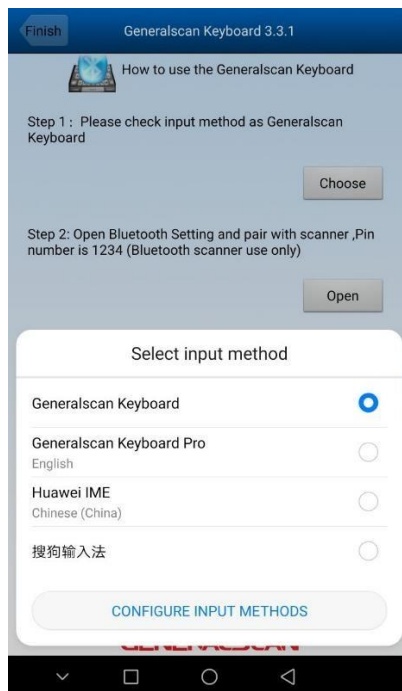 Finish
Generalscan Keyboard 3.3.1
How to use the Generalscan Keyboard
Step 1 : Please check input method as Generalscan
Keyboard
Choose
Step 2: Open Bluetooth Setting and pair with scanner ,Pin
number is 1234 (Bluetooth scanner use only)
Open
Select input method
Generalscan Keyboard
Generalscan Keyboard Pro
English
Huawei IME
Chinese (China)
搜狗输入法
CONFIGURE INPUT METHODS